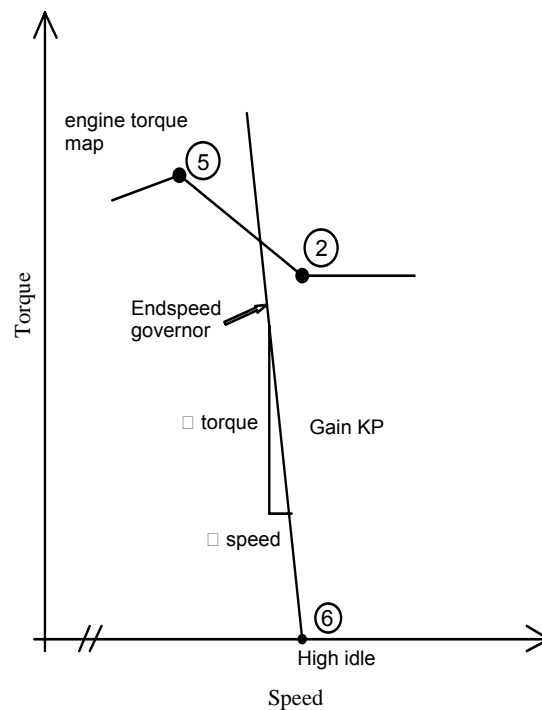 engine torque
map
5
2
Endspeed
governor
□ torque
Gain KP
□ speed
6
High idle
Torque
Speed